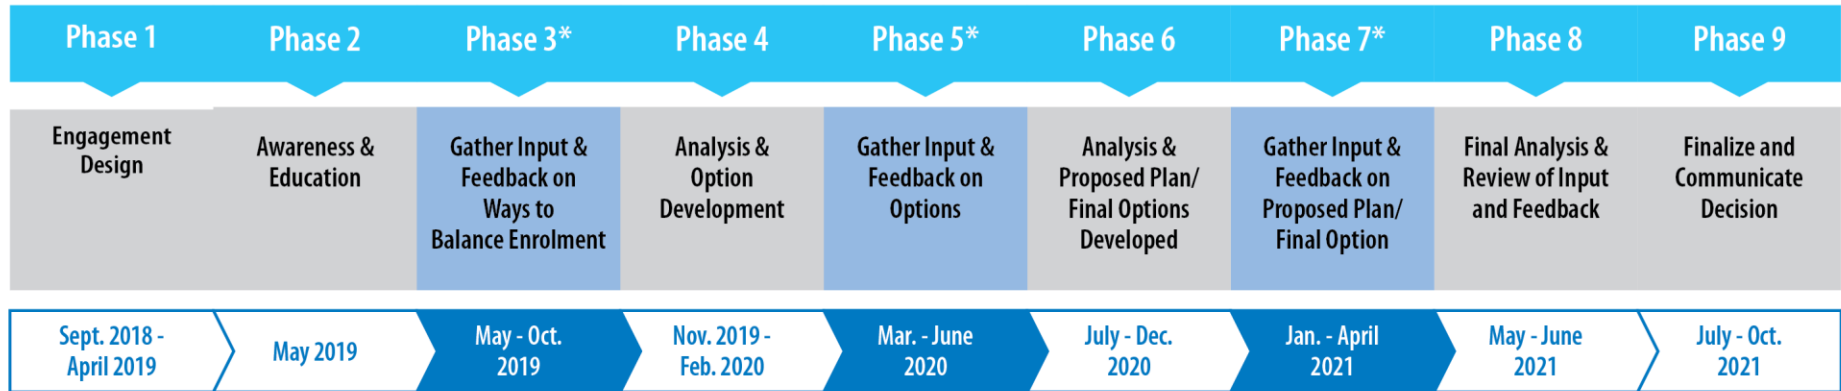 Phase 1
Phase 2
Phase 3*
Phase 4
Phase 5*
Phase 6
Phase 7*
Phase 8
Phase 9
Engagement
Design
Awareness &
Education
Gather Input &
Feedback on
Ways to
Balance Enrolment
Analysis &
Option
Development
Gather Input &
Feedback on
Options
Analysis &
Proposed Plan/
Final Options
Developed
Gather Input &
Feedback on
Proposed Plan/
Final Option
Final Analysis &
Review of Input
and Feedback
Finalize and
Communicate
Decision
Sept. 2018 -
April 2019
May 2019
May - Oct.
2019
Nov. 2019 -
Feb. 2020
Mar. - June
2020
July - Dec.
2020
Jan. - April
2021
May - June
2021
July - Oct.
2021